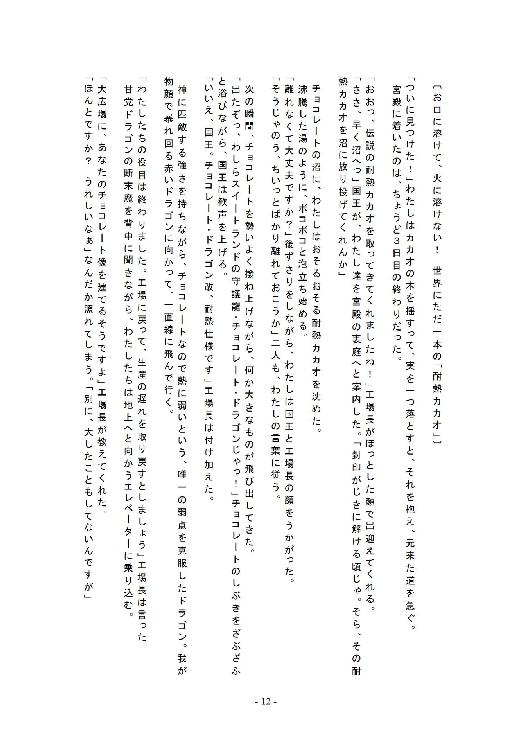 〔お口に溶けて、火に溶けない！　世界にただ一本の「耐熱カカオ」〕
「ついに見つけた！」わたしはカカオの木を揺すって、実を一つ落とすと、それを抱え、元来た道を急ぐ。
宮殿に着いたのは、ちょうど３日目の終わりだった。
「おおっ、伝説の耐熱カカオを取ってきてくれましたね！」工場長がほっとした顔で出迎えてくれる。
「ささ、早く沼へっ」国王が、わたし達を宮殿の裏庭へと案内した。「封印がじきに解ける頃じゃ。そら、その耐
熱カカオを沼に放り投げてくれんか」
チョコレートの沼に、わたしはおそるおそる耐熱カカオを沈めた。
沸騰した湯のように、ボコボコと泡立ち始める。
「離れなくて大丈夫ですか？」後ずさりをしながら、わたしは国王と工場長の顔をうかがった。
「そうじゃのう、ちいっとばかり離れておこうか」二人も、わたしの言葉に従う。
次の瞬間、チョコレートを勢いよく撥ね上げながら、何か大きなものが飛び出してきた。
「出たぞっ、わしらスイートランドの守護龍・チョコレート・ドラゴンじゃっ！」チョコレートのしぶきをざぶざぶ
と浴びながら、国王は歓声を上げる。
「いいえ、国王。チョコレート・ドラゴン改、耐熱仕様です」工場長は付け加えた。
神に匹敵する強さを持ちながら、チョコレートなので熱に弱いという、唯一の弱点を克服したドラゴン。我が
物顔で暴れ回る赤いドラゴンに向かって、一直線に飛んで行く。
「わたしたちの役目は終わりました。工場に戻って、生産の遅れを取り戻すとしましょう」工場長は言った
甘党ドラゴンの断末魔を背中に聞きながら、わたしたちは地上へと向かうエレベーターに乗り込む。
「大広場に、あなたのチョコレート像を建てるそうですよ」工場長が教えてくれた。
「ほんとですか？　うれしいなぁ」なんだか照れてしまう。「別に、大したこともしてないんですが」
- 12 -